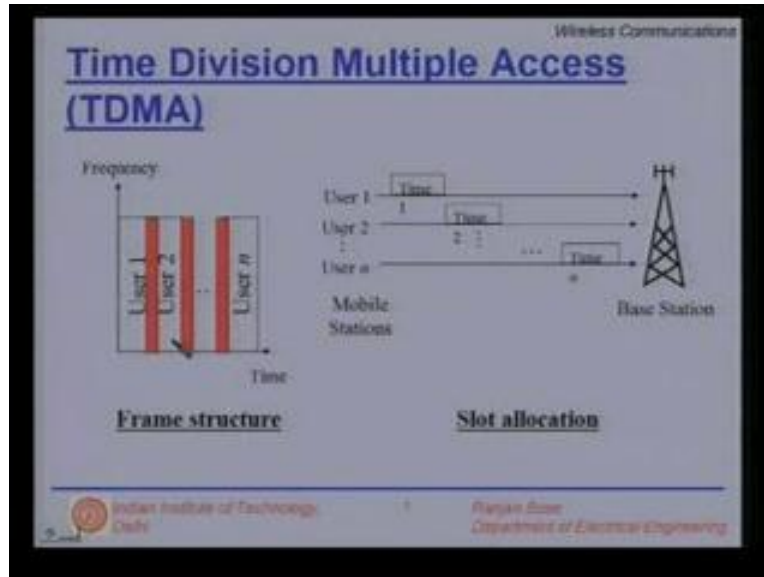 Wireless Communications
Time Division Multiple Access
(TDMA)
Frequency
User 1
User 2
...
User n
Time
Frame structure
User 1
Time
1
User 2
Time
2
User n
...
Time
n
Mobile
Stations
Base Station
Slot allocation
Indian Institute of Technology,
Delhi
Ranjan Bose
Department of Electrical Engineering